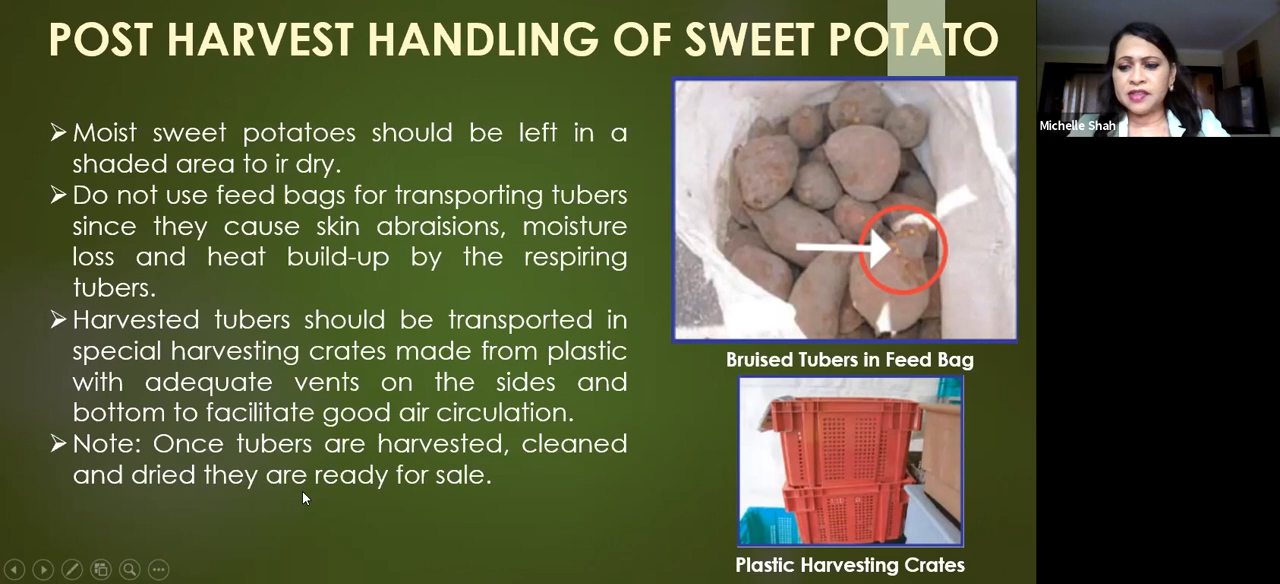 POST HARVEST HANDLING OF SWEET POTATO
Michelle Shah
➢Moist sweet potatoes should be left in a
shaded area to ir dry.
➢Do not use feed bags for transporting tubers
since they cause skin abraisions, moisture
loss and heat build-up by the respiring
tubers.
➢Harvested tubers should be transported in
special harvesting crates made from plastic
with adequate vents on the sides and
bottom to facilitate good air circulation.
➢Note: Once tubers are harvested, cleaned
and dried they are ready for sale.
Bruised Tubers in Feed Bag
Plastic Harvesting Crates